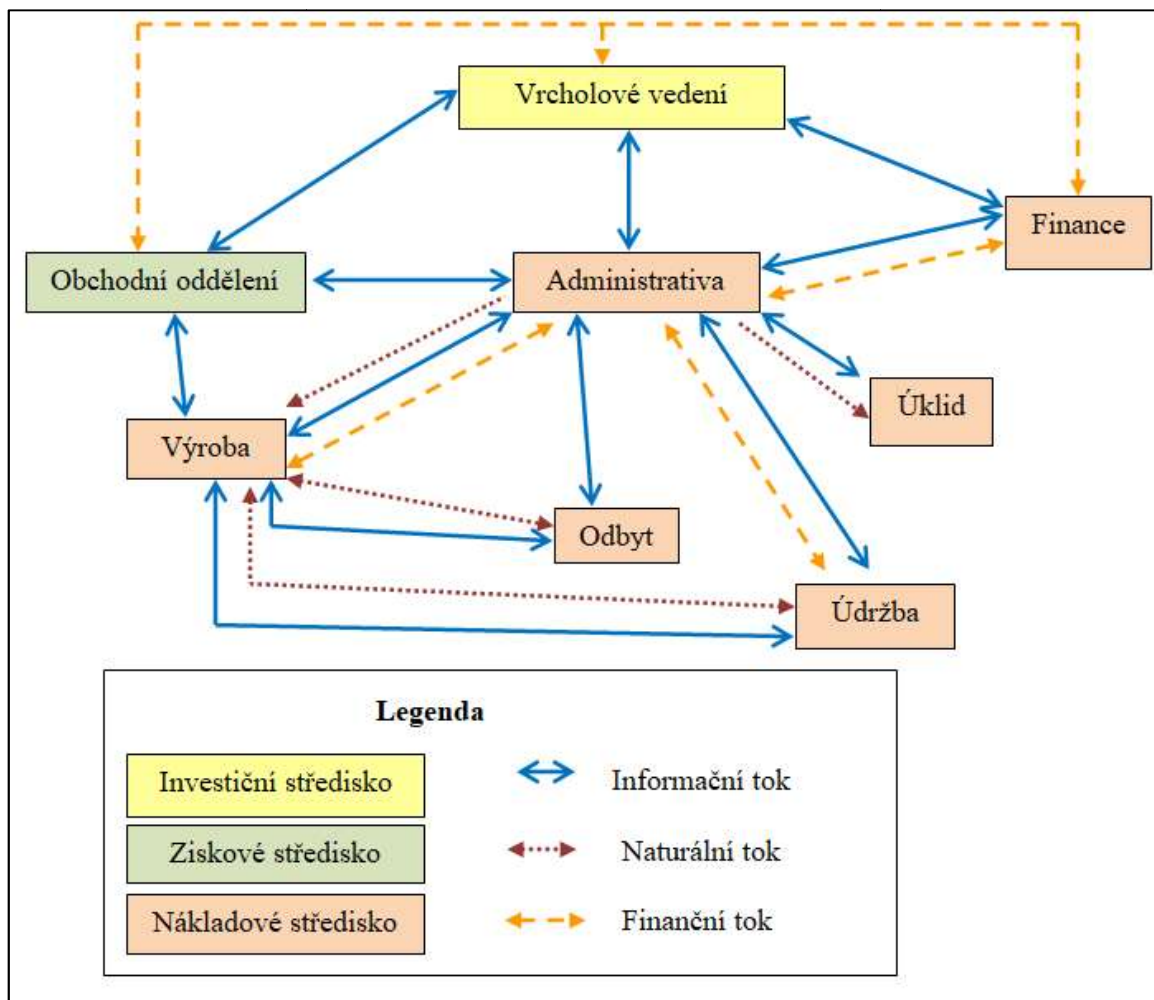 Vrcholové vedení
Finance
Obchodní oddělení
Administrativa
Úklid
Výroba
Odbyt
Údržba
Legenda
Investiční středisko
Informační tok
Ziskové středisko
Naturální tok
Nákladové středisko
Finanční tok